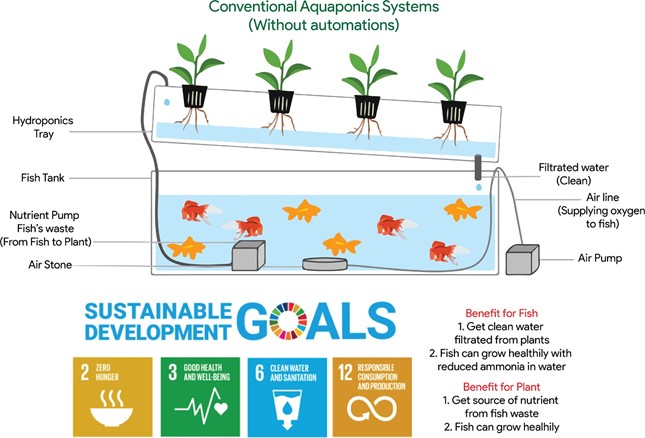 Conventional Aquaponics Systems
(Without automations)
Hydroponics
Tray
Fish Tank
Nutrient Pump
Fish's waste
(From Fish to Plant)
Air Stone
Filtrated water
(Clean)
Air line
(Supplying oxygen
to fish)
Air Pump
SUSTAINABLE
DEVELOPMENT
GOALS
2 ZERO
HUNGER
3 GOOD HEALTH
AND WELL-BEING
6 CLEAN WATER
AND SANITATION
12 RESPONSIBLE
CONSUMPTION
AND PRODUCTION
Benefit for Fish
1. Get clean water
filtrated from plants
2. Fish can grow healthily with
reduced ammonia in water
Benefit for Plant
1. Get source of nutrient
from fish waste
2. Fish can grow healhily